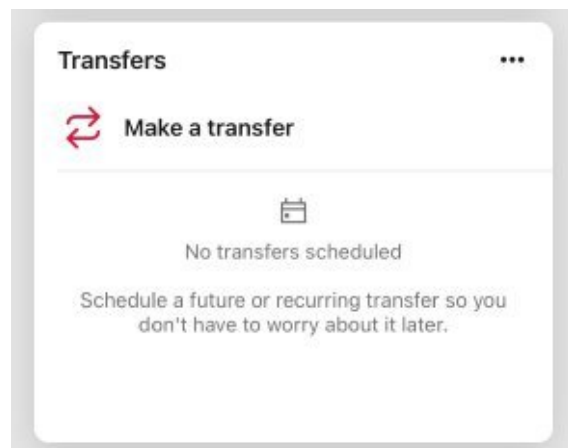 Transfers
Make a transfer
No transfers scheduled
Schedule a future or recurring transfer so you
don't have to worry about it later.